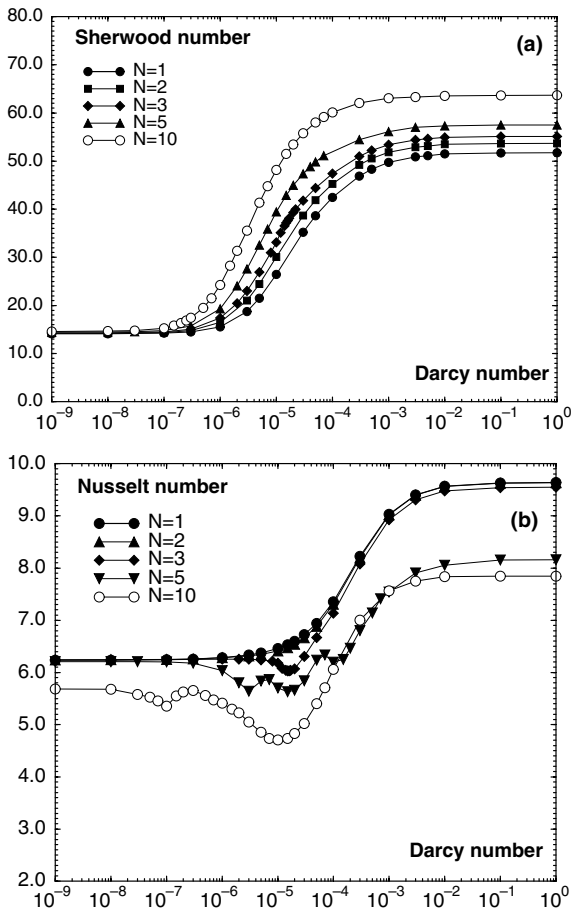 Sherwood number
(a)
N=1
N=2
N=3
N=5
N=10
80.0
70.0
60.0
50.0
40.0
30.0
20.0
10.0
0.0
Darcy number
10⁻⁹ 10⁻⁸ 10⁻⁷ 10⁻⁶ 10⁻⁵ 10⁻⁴ 10⁻³ 10⁻² 10⁻¹ 10⁰
Nusselt number
(b)
N=1
N=2
N=3
N=5
N=10
10.0
9.0
8.0
7.0
6.0
5.0
4.0
3.0
2.0
Darcy number
10⁻⁹ 10⁻⁸ 10⁻⁷ 10⁻⁶ 10⁻⁵ 10⁻⁴ 10⁻³ 10⁻² 10⁻¹ 10⁰